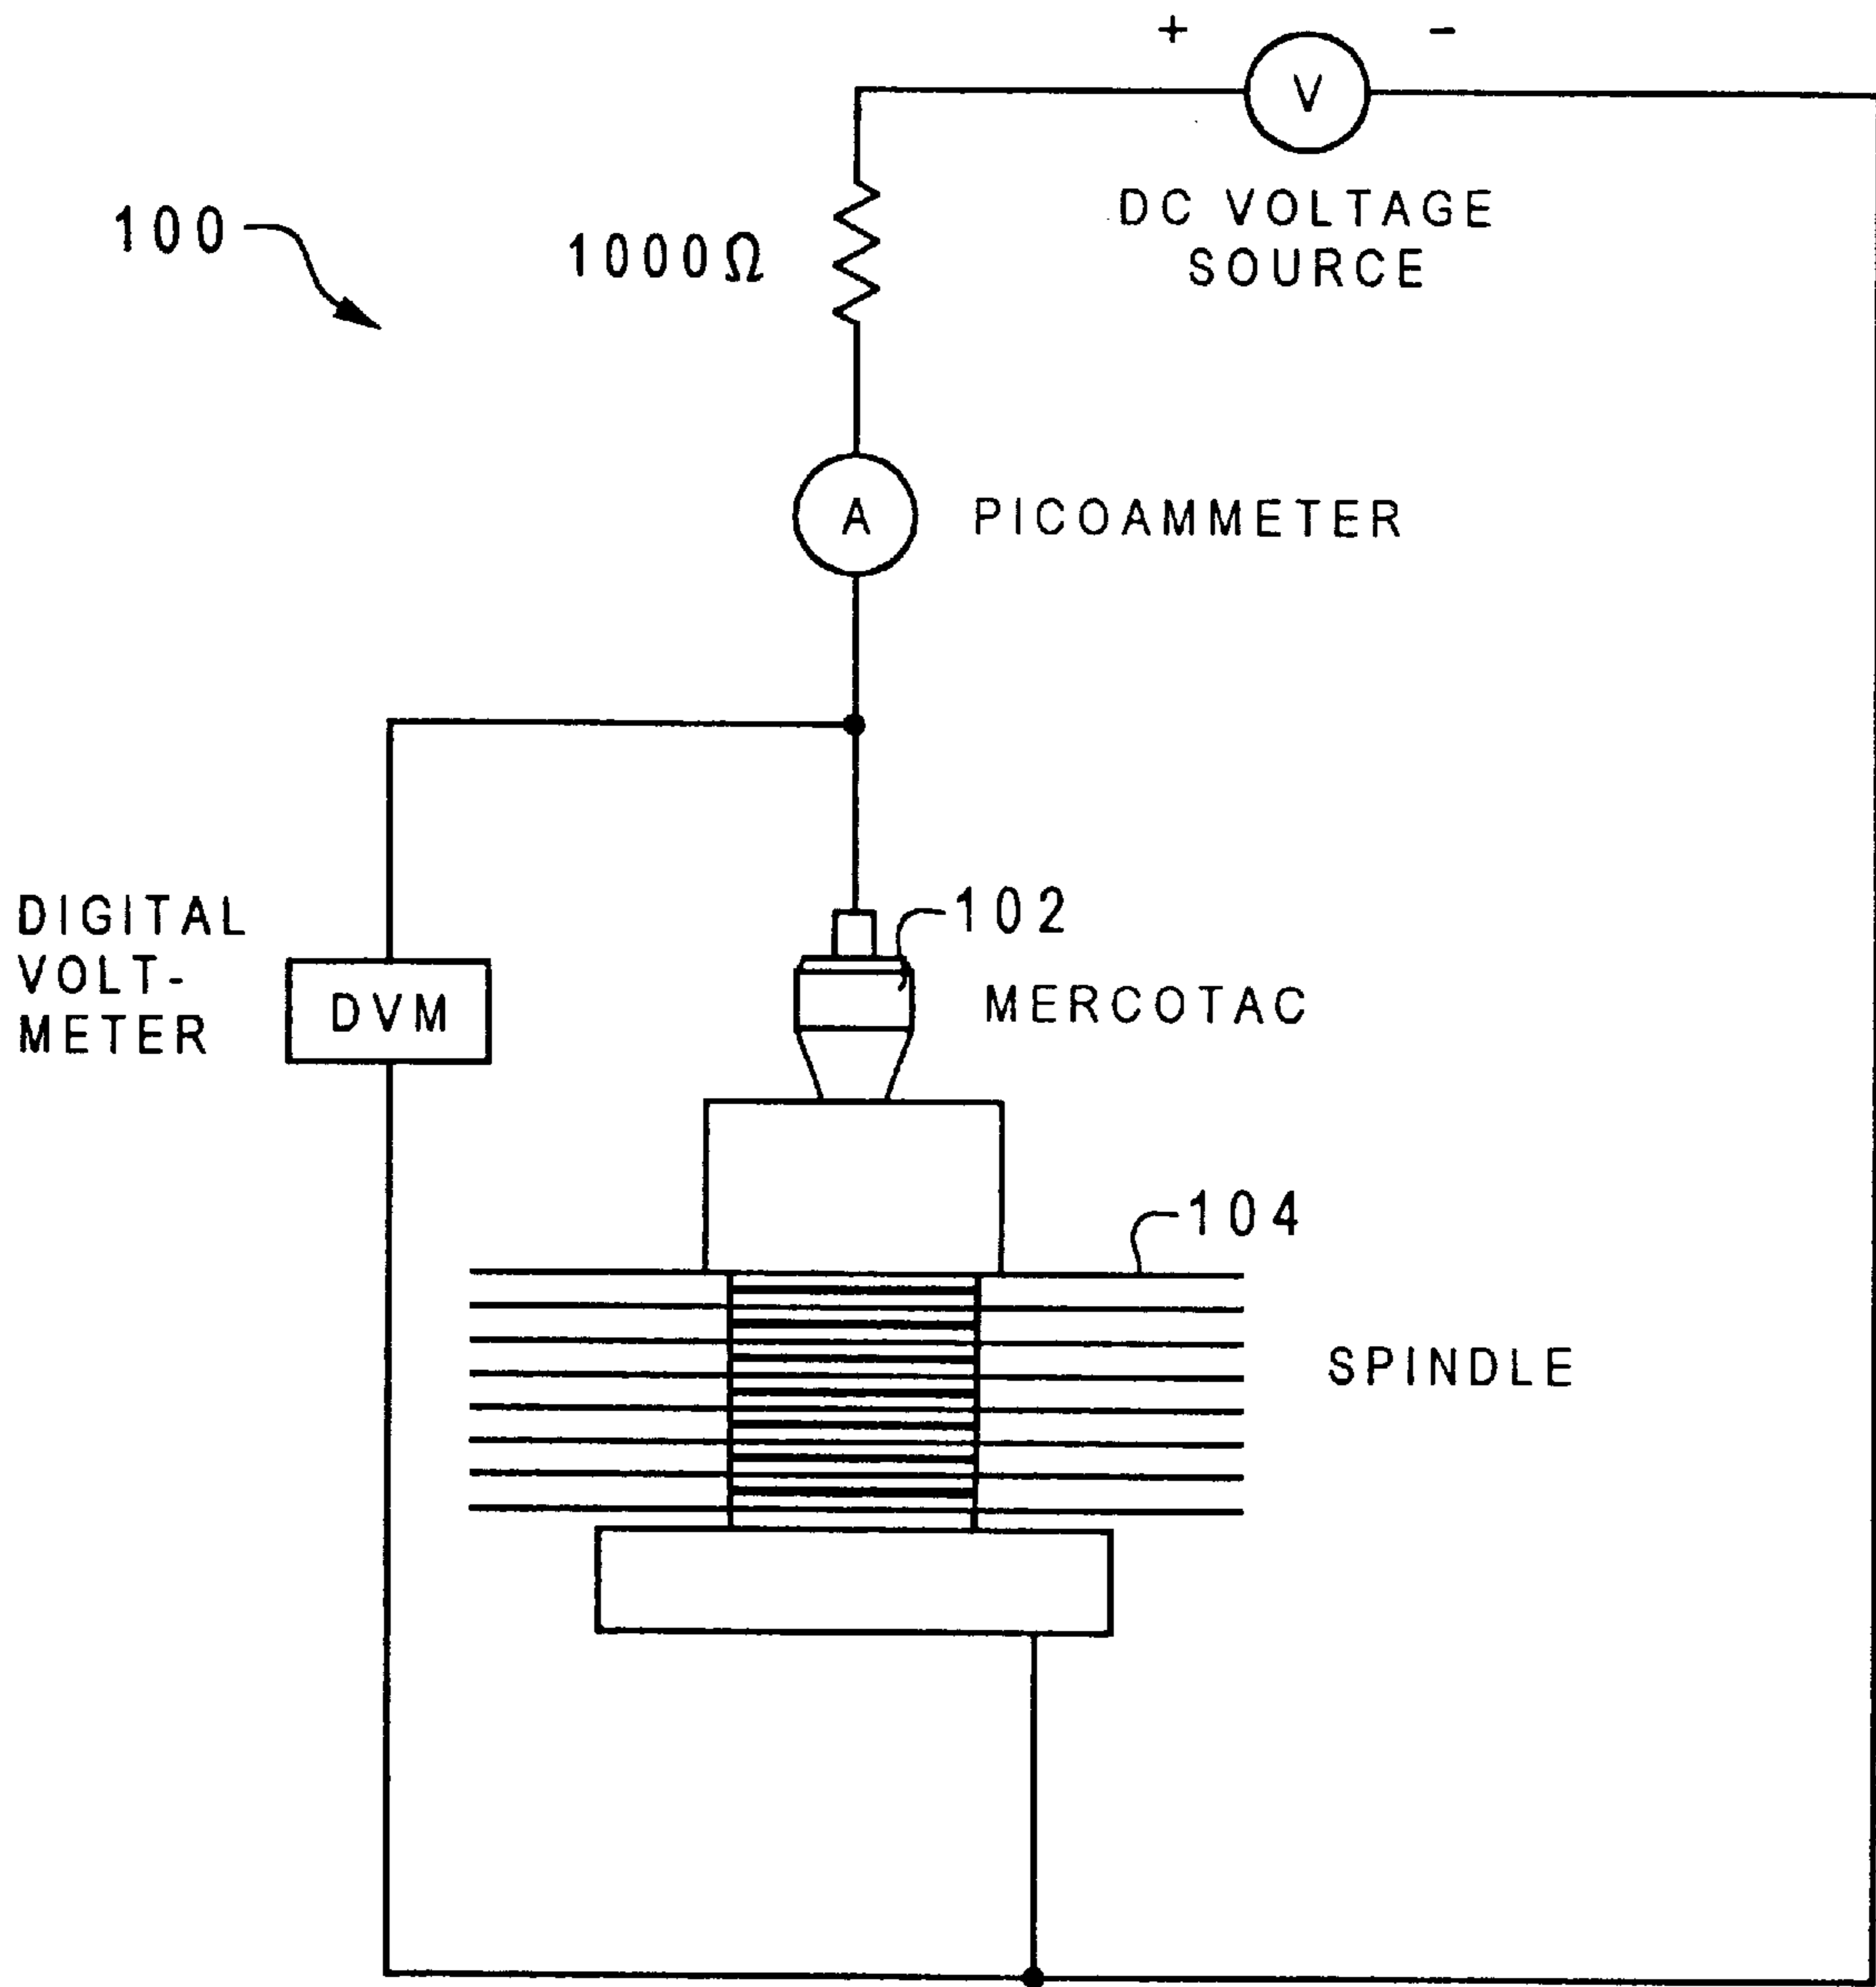 + -
V
DC VOLTAGE
SOURCE
100
1000Ω
A
PICOAMMETER
102
DIGITAL
VOLT-
METER
DVM
MERCOTAC
104
SPINDLE